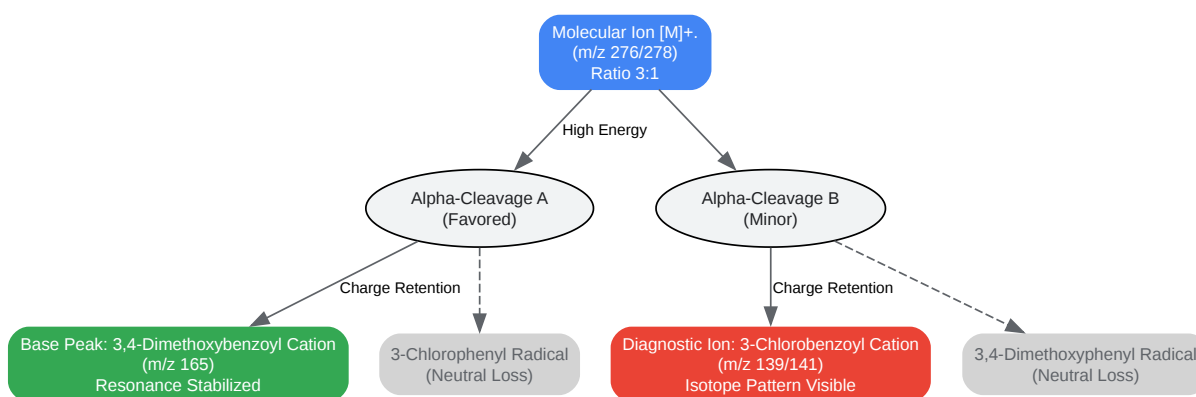 Molecular Ion [M]+.
(m/z 276/278)
Ratio 3:1
High Energy
Alpha-Cleavage A
(Favored)
Alpha-Cleavage B
(Minor)
Charge Retention
Charge Retention
Base Peak: 3,4-Dimethoxybenzoyl Cation
(m/z 165)
Resonance Stabilized
3-Chlorophenyl Radical
(Neutral Loss)
Diagnostic Ion: 3-Chlorobenzoyl Cation
(m/z 139/141)
Isotope Pattern Visible
3,4-Dimethoxyphenyl Radical
(Neutral Loss)